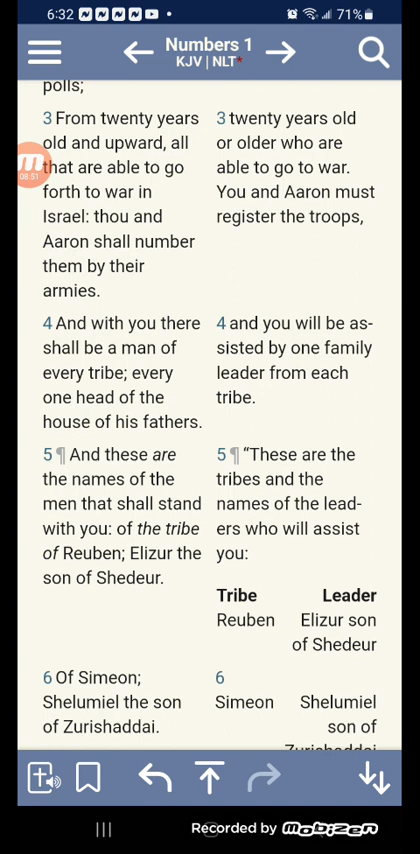 6:32
71%
Numbers 1
KJV | NLT*
polls;
3 From twenty years
old and upward, all
that are able to go
forth to war in
Israel: thou and
Aaron shall number
them by their
armies.
4 And with you there
shall be a man of
every tribe; every
one head of the
house of his fathers.
5 ¶ And these are
the names of the
men that shall stand
with you: of the tribe
of Reuben; Elizur the
son of Shedeur.
6 Of Simeon;
Shelumiel the son
of Zurishaddai.
3 twenty years old
or older who are
able to go to war.
You and Aaron must
register the troops,
4 and you will be as-
sisted by one family
leader from each
tribe.
5 ¶ “These are the
tribes and the
names of the lead-
ers who will assist
you:
Tribe Leader
Reuben Elizur son
of Shedeur
6
Simeon Shelumiel
son of
Zurishaddai
08:51
Recorded by mobizen